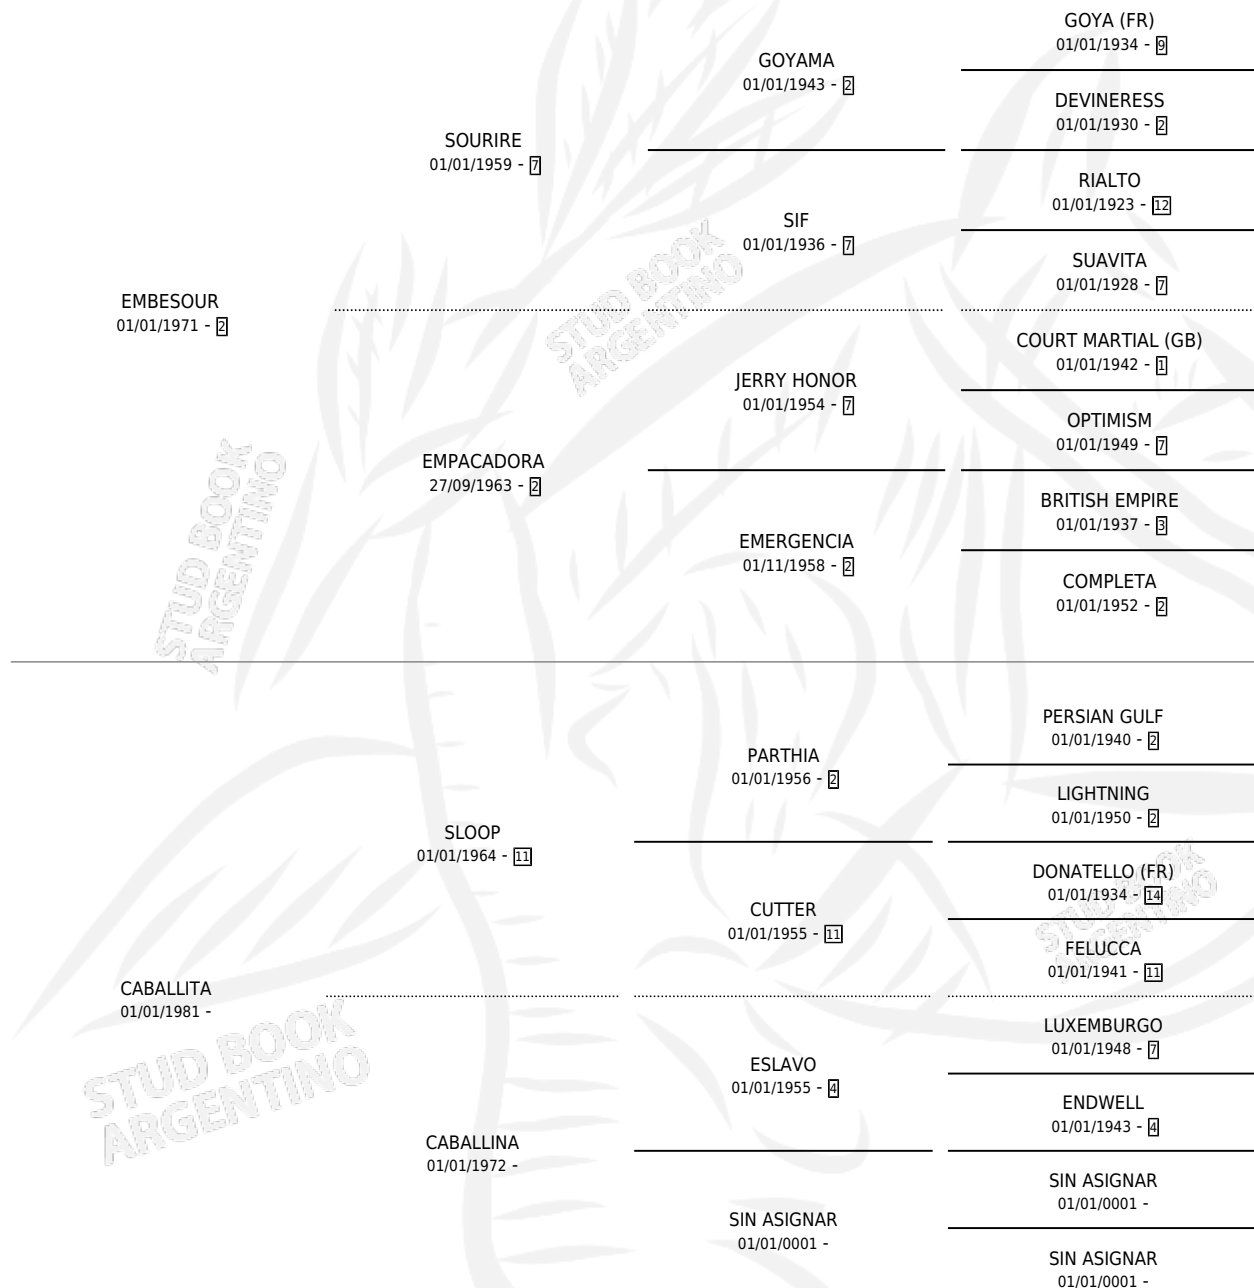 GOYA (FR)
01/01/1934 - 9
GOYAMA
01/01/1943 - 2
DEVINERESS
01/01/1930 - 2
SOURIRE
01/01/1959 - 7
RIALTO
01/01/1923 - 12
SIF
01/01/1936 - 7
SUAVITA
01/01/1928 - 7
EMBESOUR
01/01/1971 - 2
COURT MARTIAL (GB)
01/01/1942 - 1
JERRY HONOR
01/01/1954 - 7
OPTIMISM
01/01/1949 - 7
EMPACADORA
27/09/1963 - 2
BRITISH EMPIRE
01/01/1937 - 3
EMERGENCIA
01/11/1958 - 2
COMPLETA
01/01/1952 - 2
PERSIAN GULF
01/01/1940 - 2
PARTHIA
01/01/1956 - 2
LIGHTNING
01/01/1950 - 2
SLOOP
01/01/1964 - 11
DONATELLO (FR)
01/01/1934 - 14
CUTTER
01/01/1955 - 11
FELUCCA
01/01/1941 - 11
CABALLITA
01/01/1981 -
LUXEMBURGO
01/01/1948 - 7
ESLAVO
01/01/1955 - 4
ENDWELL
01/01/1943 - 4
CABALLINA
01/01/1972 -
SIN ASIGNAR
01/01/0001 -
SIN ASIGNAR
01/01/0001 -
SIN ASIGNAR
01/01/0001 -
STUD BOOK
ARGENTINO
STUD BOOK
ARGENTINO
STUD BOOK
ARGENTINO
STUD BOOK
ARGENTINO